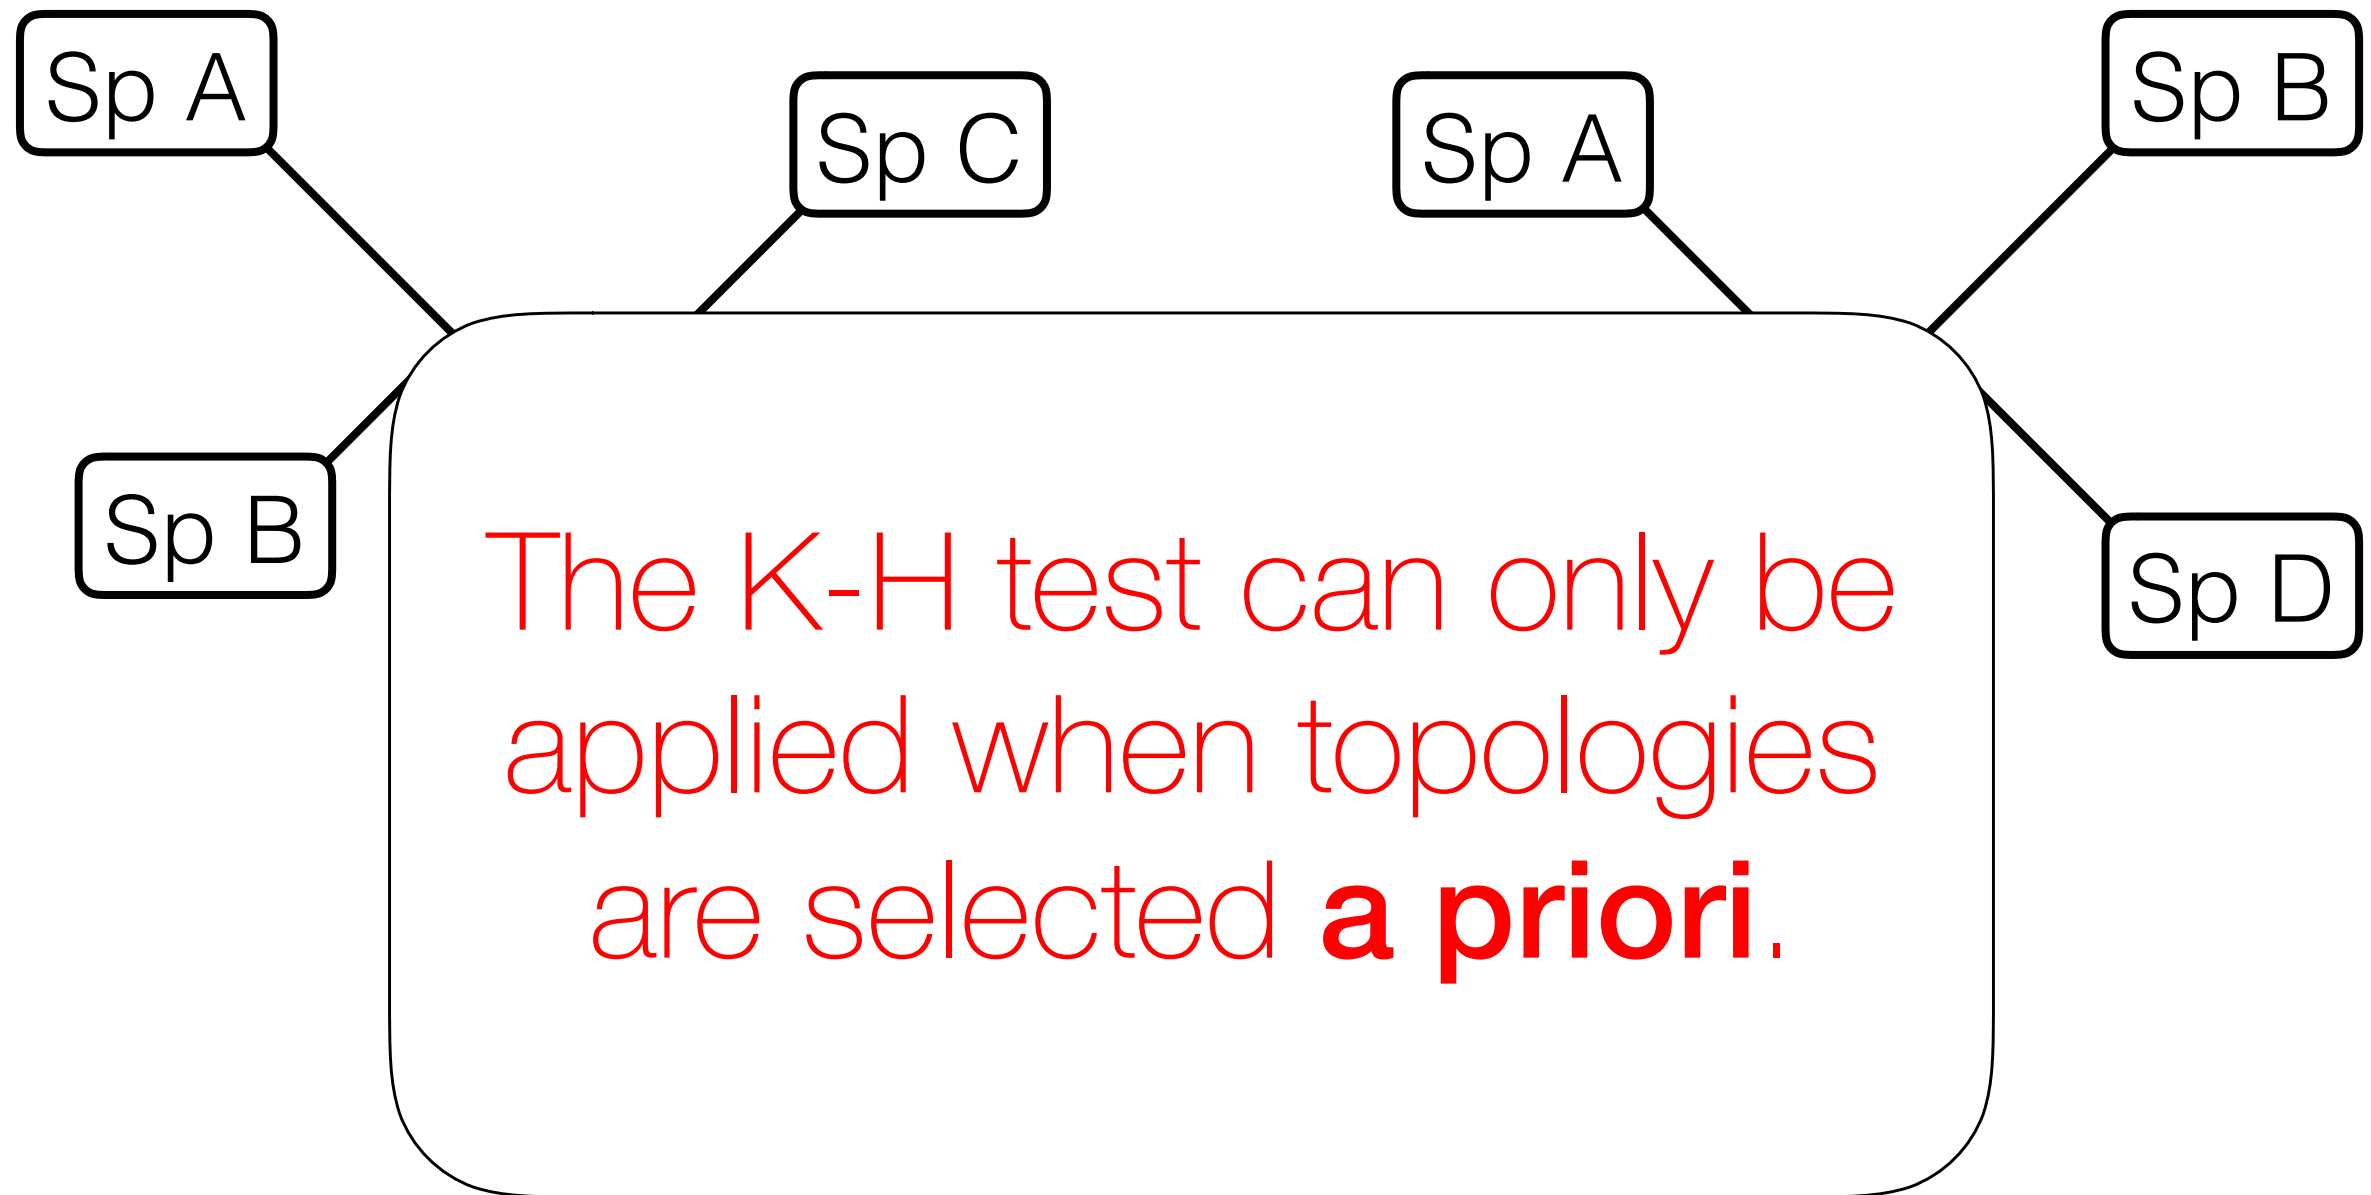 Sp A
Sp B
Sp C
Sp A
Sp B
Sp D
The K-H test can only be
applied when topologies
are selected a priori.